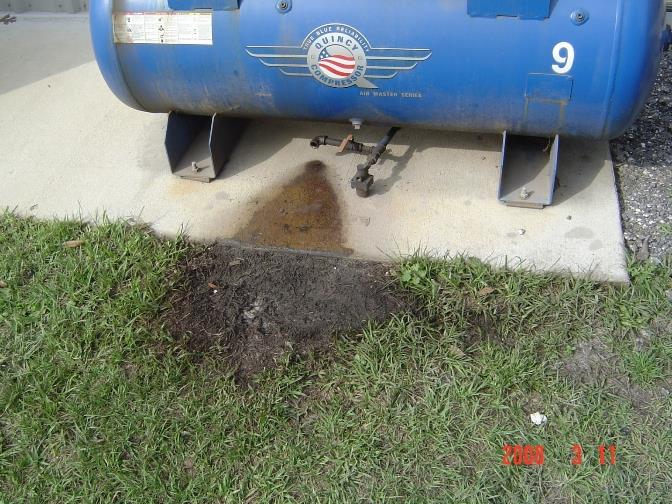 TRUE BLUE RELIABILITY
QUINCY
COMPRESSOR
AIR MASTER SERIES
9
2008 3 11